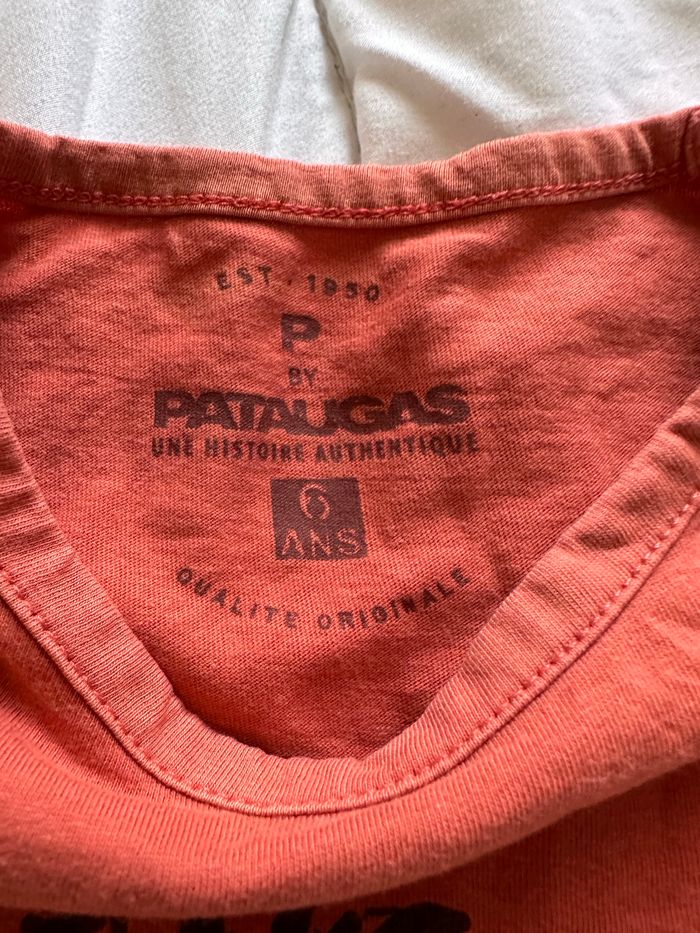 EST. 1950
P
BY
PATAUGAS
UNE HISTOIRE AUTHENTIQUE
6
ANS
QUALITE ORIGINALE